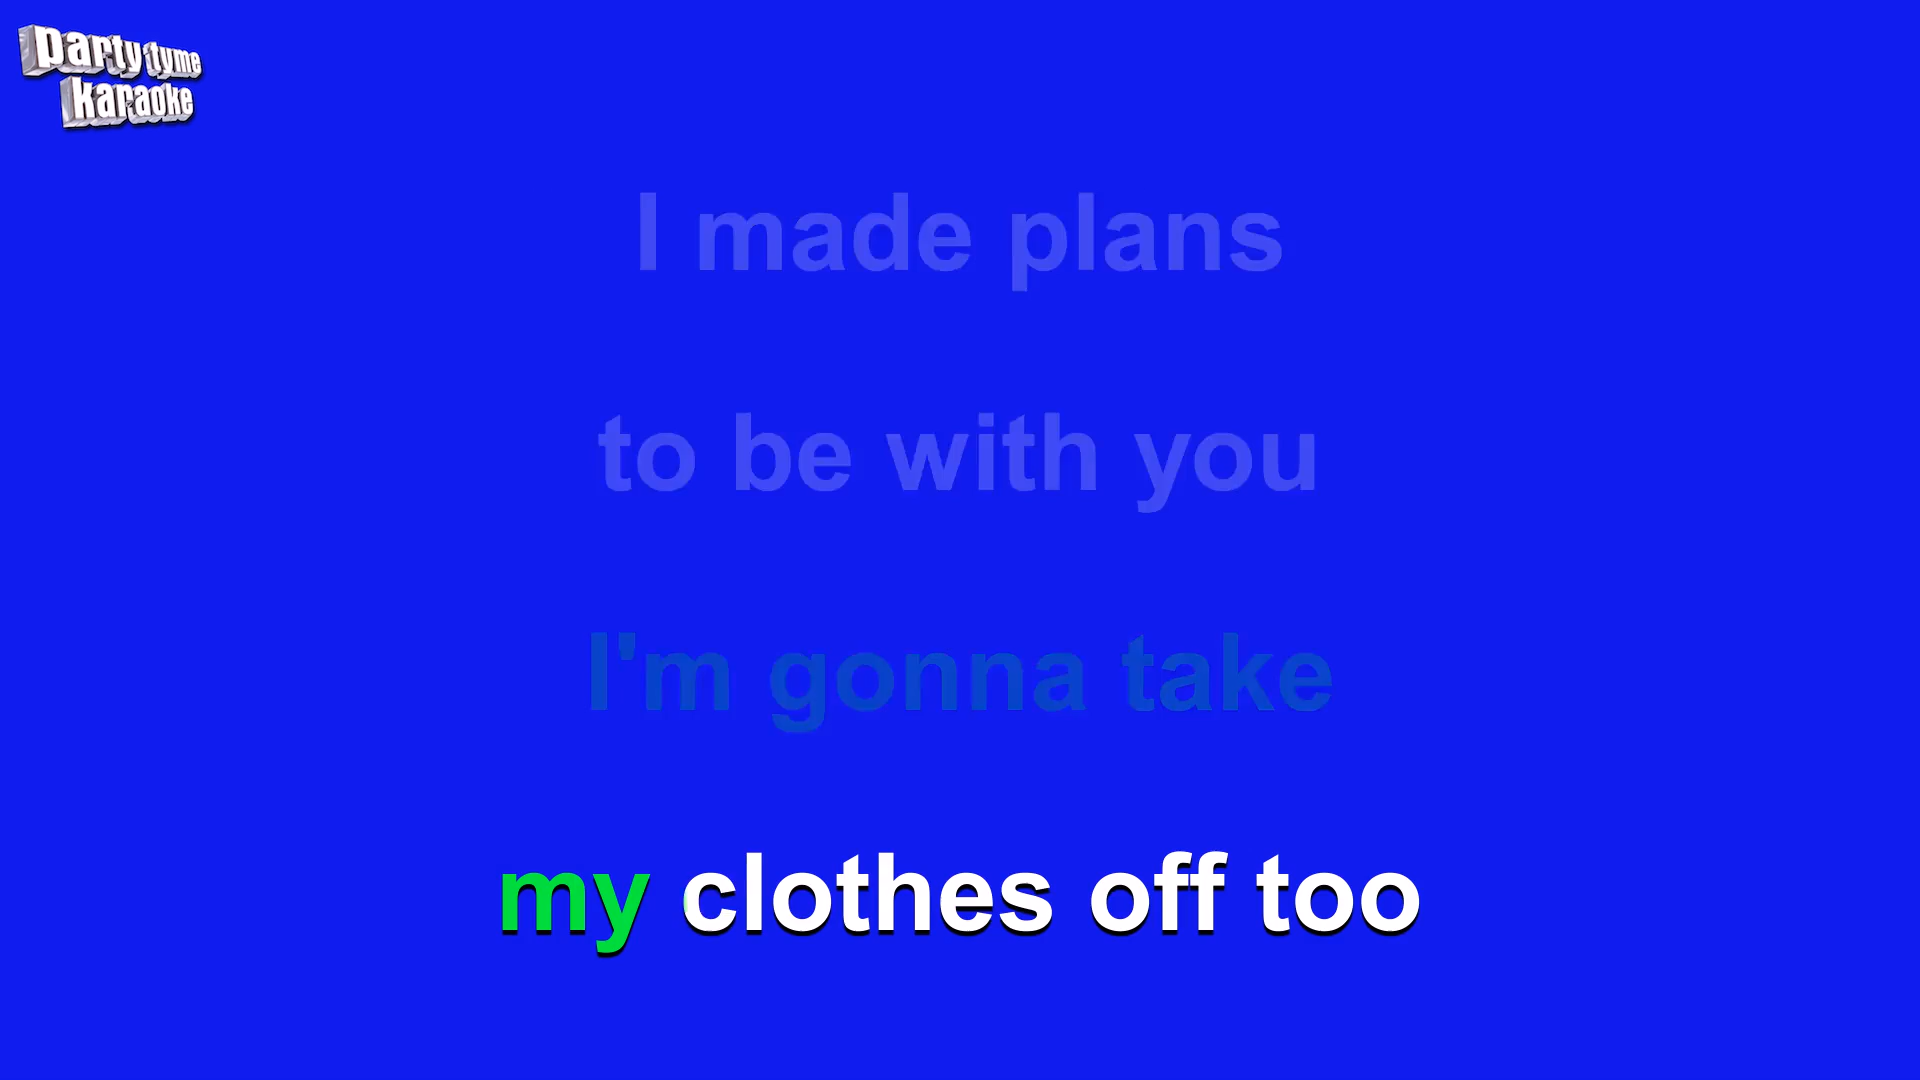 party tyme
karaoke
I made plans
to be with you
I'm gonna take
my clothes off too